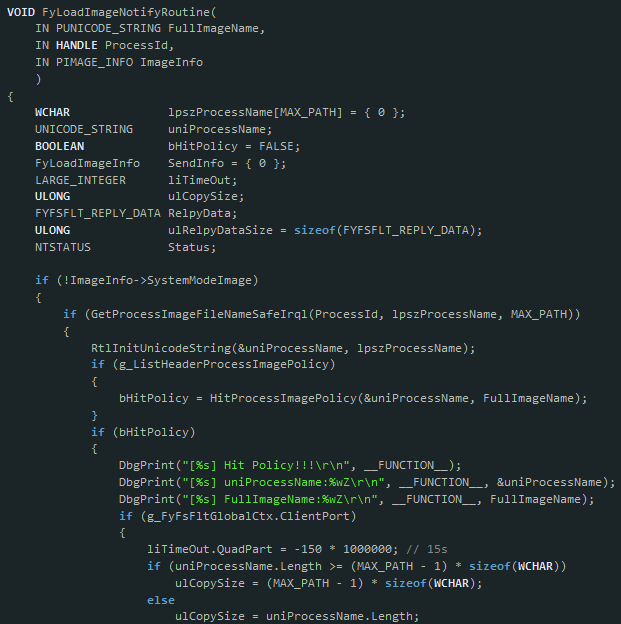 VOID FyLoadImageNotifyRoutine(
    IN PUNICODE_STRING FullImageName,
    IN HANDLE ProcessId,
    IN PIMAGE_INFO ImageInfo
    )
{
    WCHAR              lpszProcessName[MAX_PATH] = { 0 };
    UNICODE_STRING     uniProcessName;
    BOOLEAN            bHitPolicy = FALSE;
    FyLoadImageInfo    SendInfo = { 0 };
    LARGE_INTEGER      liTimeOut;
    ULONG              ulCopySize;
    FYFSFLT_REPLY_DATA RelpyData;
    ULONG              ulRelpyDataSize = sizeof(FYFSFLT_REPLY_DATA);
    NTSTATUS           Status;

    if (!ImageInfo->SystemModeImage)
    {
        if (GetProcessImageFileNameSafeIrql(ProcessId, lpszProcessName, MAX_PATH))
        {
            RtlInitUnicodeString(&uniProcessName, lpszProcessName);
            if (g_ListHeaderProcessImagePolicy)
            {
                bHitPolicy = HitProcessImagePolicy(&uniProcessName, FullImageName);
            }
            if (bHitPolicy)
            {
                DbgPrint("[%s] Hit Policy!!!\r\n", __FUNCTION__);
                DbgPrint("[%s] uniProcessName:%wZ\r\n", __FUNCTION__, &uniProcessName);
                DbgPrint("[%s] FullImageName:%wZ\r\n", __FUNCTION__, FullImageName);
                if (g_FyFsFltGlobalCtx.ClientPort)
                {
                    liTimeOut.QuadPart = -150 * 1000000; // 15s
                    if (uniProcessName.Length >= (MAX_PATH - 1) * sizeof(WCHAR))
                        ulCopySize = (MAX_PATH - 1) * sizeof(WCHAR);
                    else
                        ulCopySize = uniProcessName.Length;